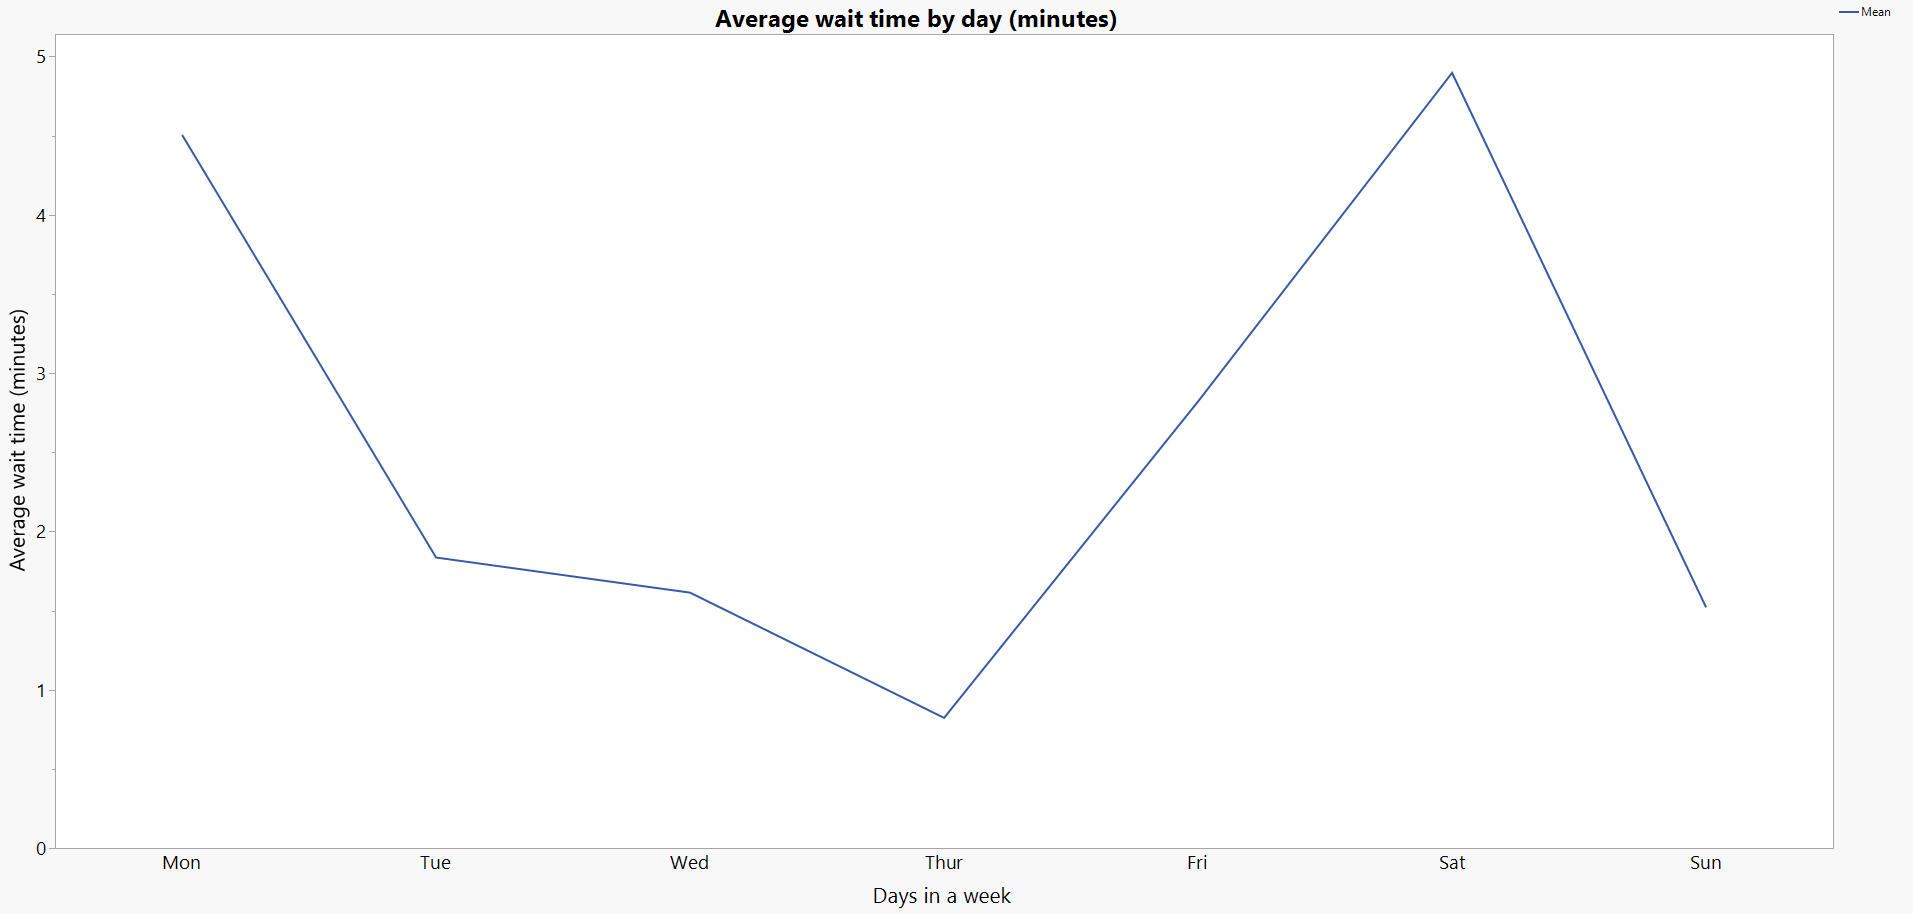 Average wait time by day (minutes)
Mean
Average wait time (minutes)
5
4
3
2
1
0
Mon Tue Wed Thur Fri Sat Sun
Days in a week